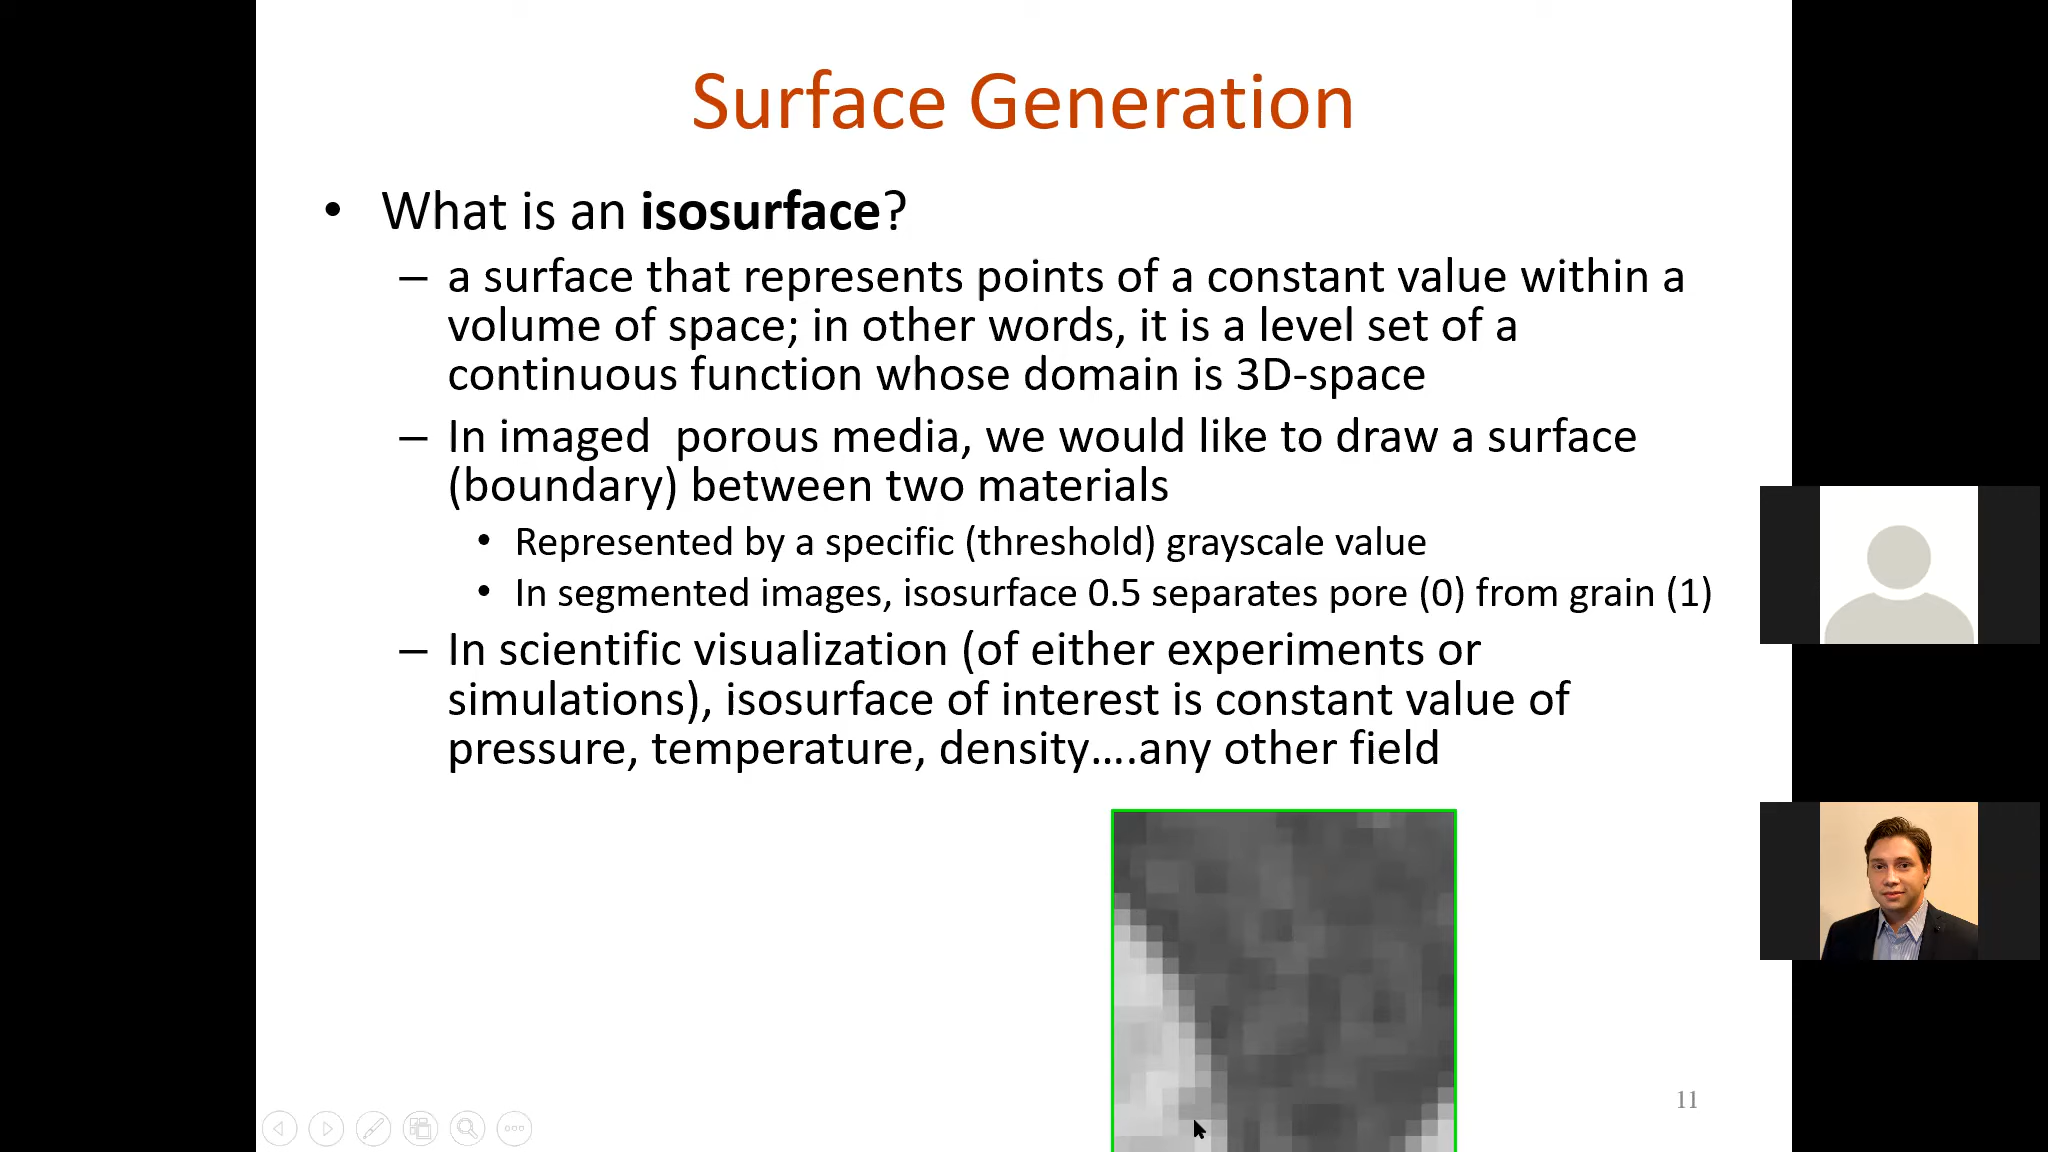 Surface Generation
• What is an isosurface?
– a surface that represents points of a constant value within a
volume of space; in other words, it is a level set of a
continuous function whose domain is 3D-space
– In imaged  porous media, we would like to draw a surface
(boundary) between two materials
• Represented by a specific (threshold) grayscale value
• In segmented images, isosurface 0.5 separates pore (0) from grain (1)
– In scientific visualization (of either experiments or
simulations), isosurface of interest is constant value of
pressure, temperature, density….any other field
11